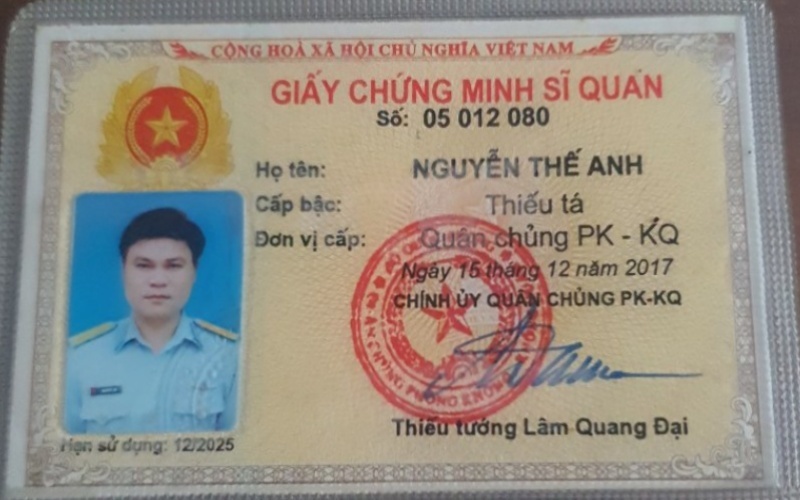 CỘNG HOÀ XÃ HỘI CHỦ NGHĨA VIỆT NAM
GIẤY CHỨNG MINH SĨ QUAN
Số: 05 012 080
Họ tên: NGUYỄN THẾ ANH
Cấp bậc: Thiếu tá
Đơn vị cấp: Quân chủng PK - KQ
Ngày 15 tháng 12 năm 2017
CHÍNH ỦY QUÂN CHỦNG PK-KQ
Thiếu tướng Lâm Quang Đại
Hạn sử dụng: 12/2025